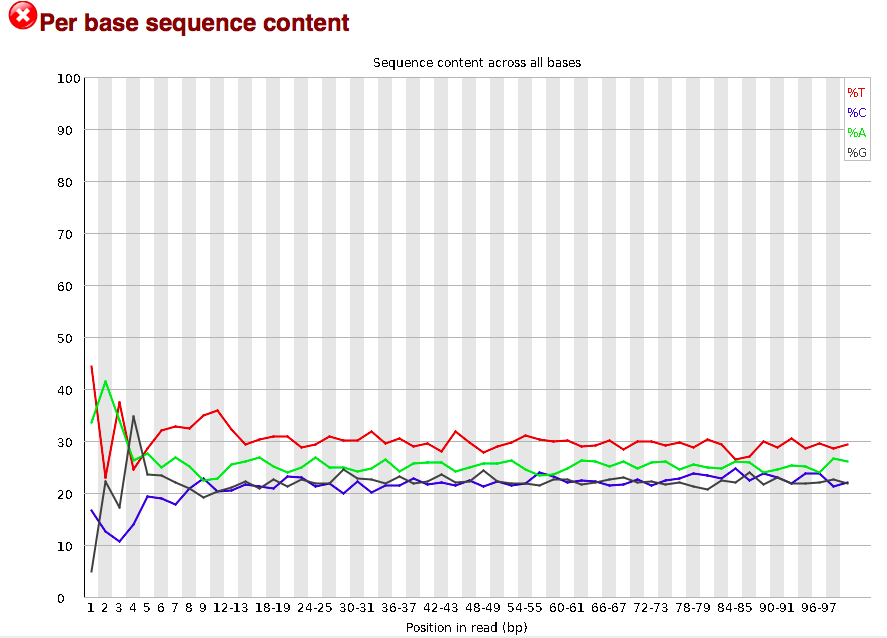 Per base sequence content
Sequence content across all bases
%T
%C
%A
%G
100
90
80
70
60
50
40
30
20
10
0
1 2 3 4 5 6 7 8 9 12-13 18-19 24-25 30-31 36-37 42-43 48-49 54-55 60-61 66-67 72-73 78-79 84-85 90-91 96-97
Position in read (bp)